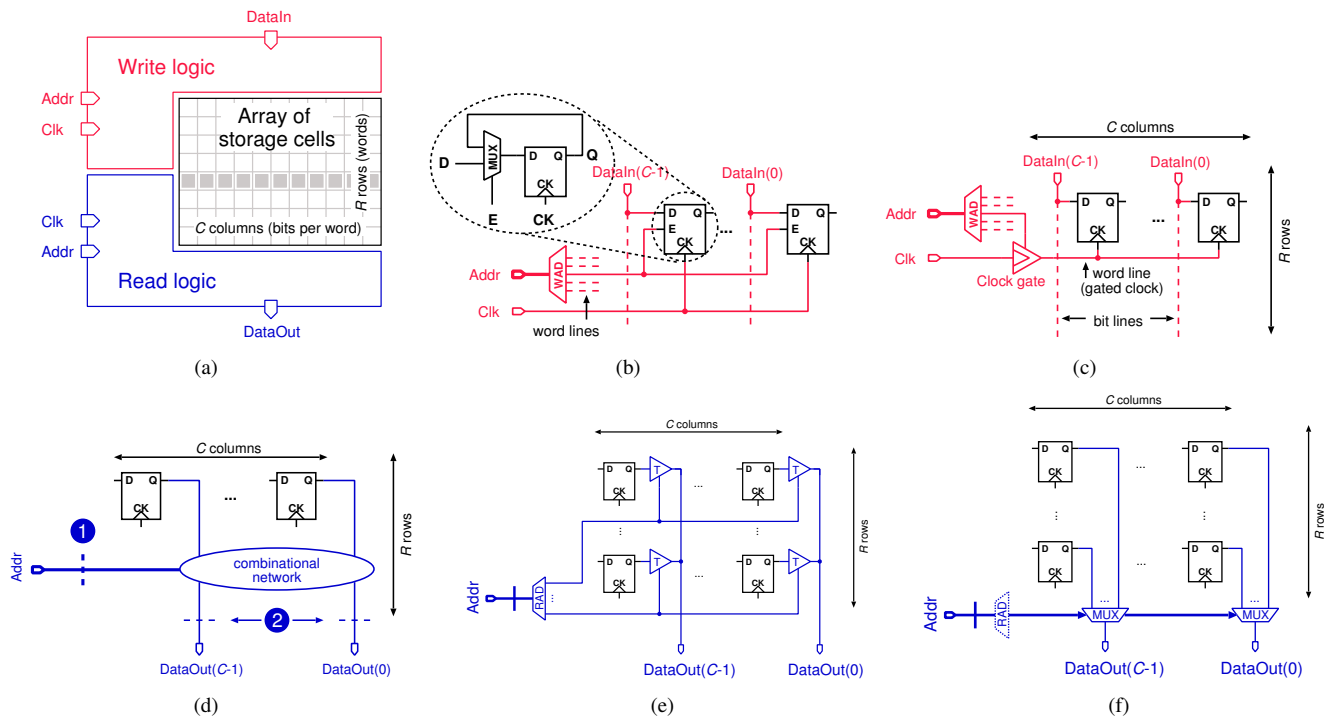 DataIn
Write logic
Addr
Clk
Array of
storage cells
R rows (words)
C columns (bits per word)
Clk
Addr
Read logic
DataOut
(a)
D
MUX
D
Q
CK
Q
E
CK
DataIn(C-1)
DataIn(0)
D
Q
E
CK
...
D
Q
E
CK
Addr
WAD
Clk
word lines
(b)
C columns
DataIn(C-1)
DataIn(0)
Addr
WAD
D
Q
CK
...
D
Q
CK
R rows
Clk
Clock gate
word line
(gated clock)
bit lines
(c)
C columns
D
Q
CK
...
D
Q
CK
R rows
1
Addr
combinational
network
2
DataOut(C-1)
DataOut(0)
(d)
C columns
D
Q
CK
T
...
D
Q
CK
T
...
...
R rows
D
Q
CK
T
...
D
Q
CK
T
Addr
RAD
...
DataOut(C-1)
DataOut(0)
(e)
C columns
D
Q
CK
...
D
Q
CK
...
...
R rows
D
Q
CK
...
D
Q
CK
...
...
Addr
RAD
MUX
MUX
DataOut(C-1)
DataOut(0)
(f)